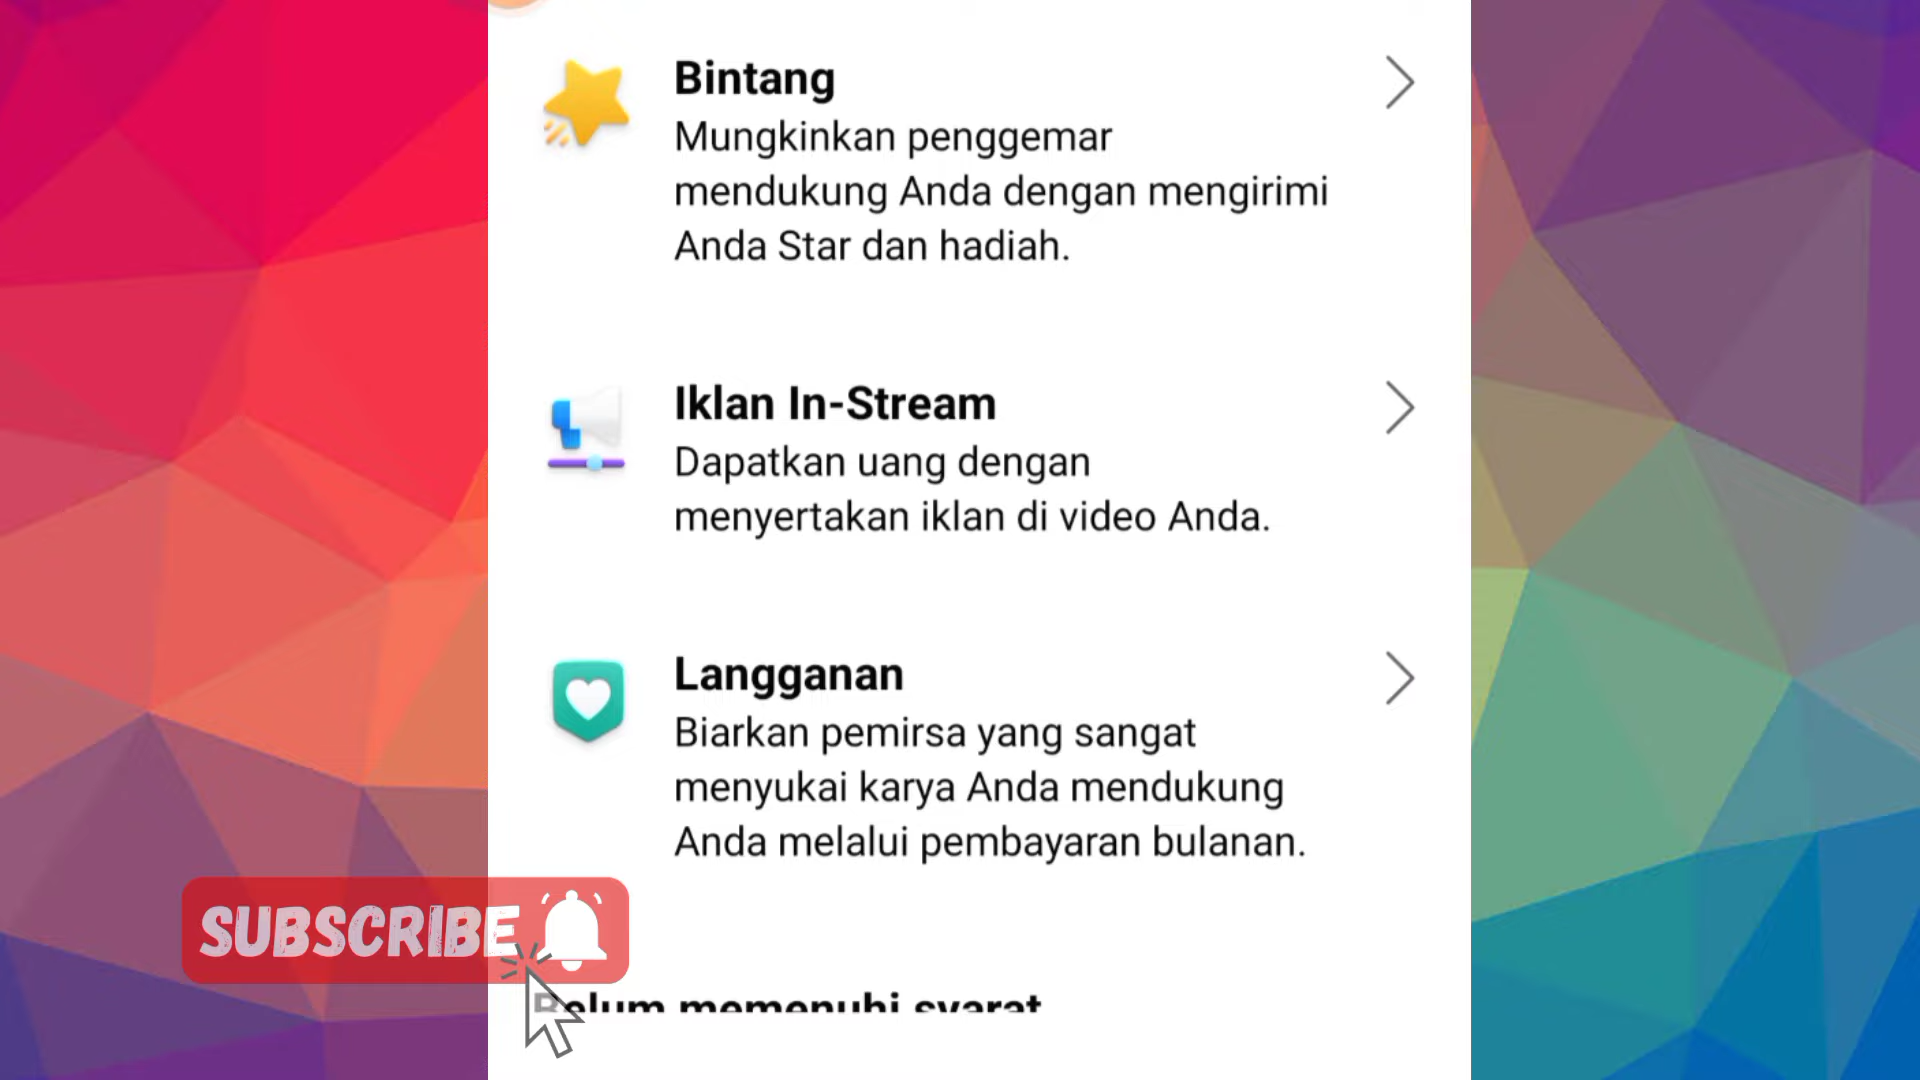 Bintang
Mungkinkan penggemar
mendukung Anda dengan mengirimi
Anda Star dan hadiah.
Iklan In-Stream
Dapatkan uang dengan
menyertakan iklan di video Anda.
Langganan
Biarkan pemirsa yang sangat
menyukai karya Anda mendukung
Anda melalui pembayaran bulanan.
SUBSCRIBE
Belum memenuhi syarat